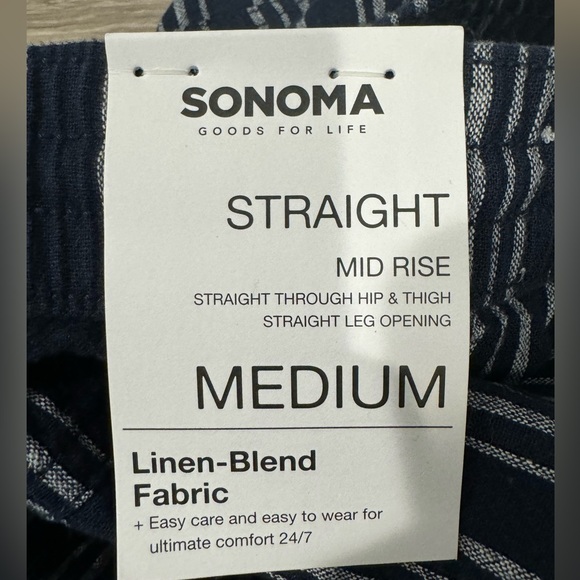 SONOMA
GOODS FOR LIFE
STRAIGHT
MID RISE
STRAIGHT THROUGH HIP & THIGH
STRAIGHT LEG OPENING
MEDIUM
Linen-Blend
Fabric
+ Easy care and easy to wear for
ultimate comfort 24/7